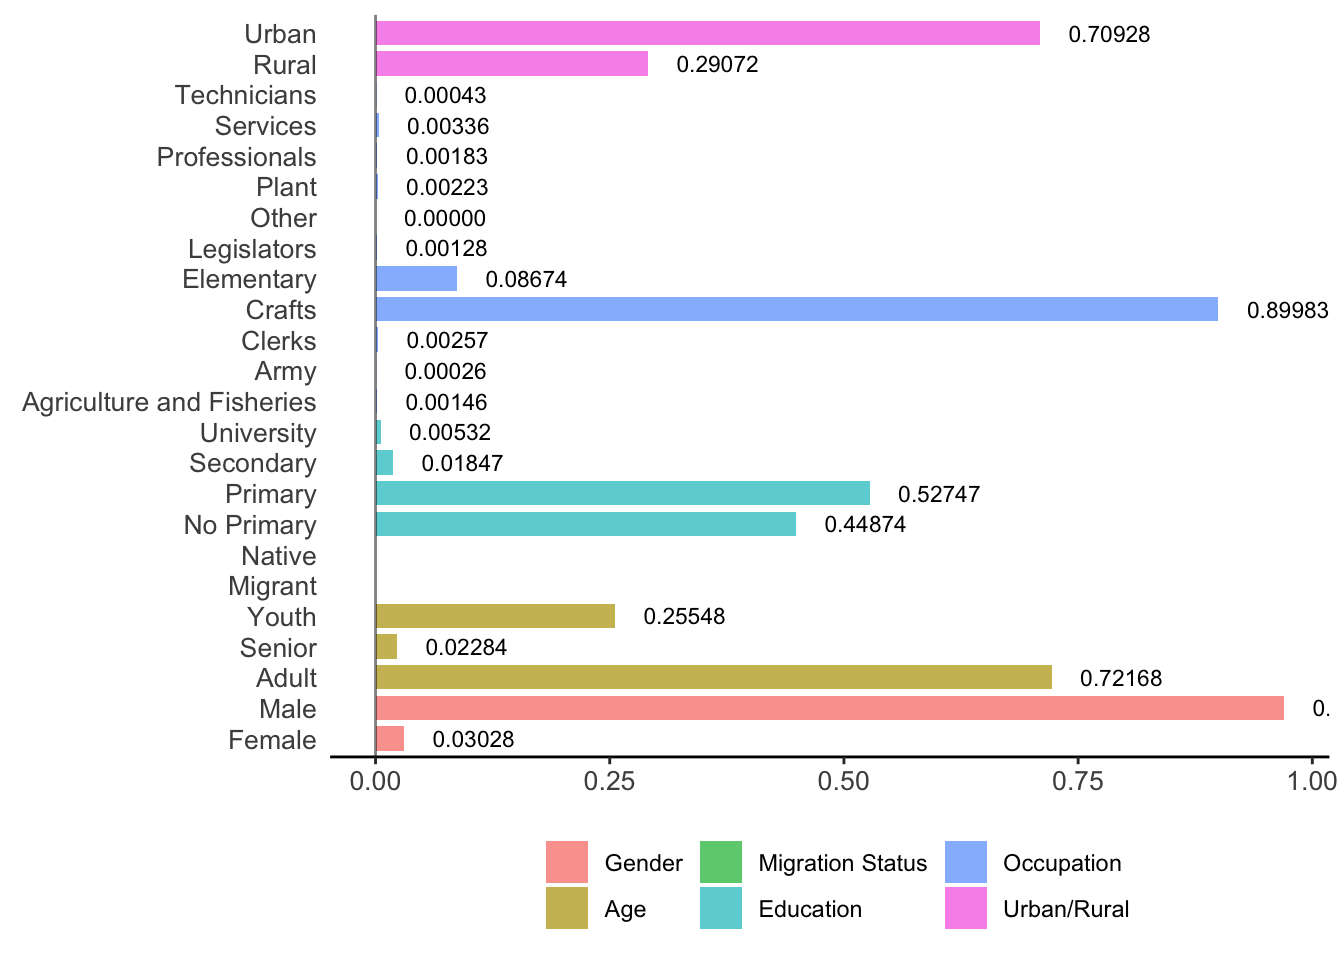 Urban 0.70928
Rural 0.29072
Technicians 0.00043
Services 0.00336
Professionals 0.00183
Plant 0.00223
Other 0.00000
Legislators 0.00128
Elementary 0.08674
Crafts 0.89983
Clerks 0.00257
Army 0.00026
Agriculture and Fisheries 0.00146
University 0.00532
Secondary 0.01847
Primary 0.52747
No Primary 0.44874
Native
Migrant
Youth 0.25548
Senior 0.02284
Adult 0.72168
Male 0.
Female 0.03028
0.00 0.25 0.50 0.75 1.00
Gender Migration Status Occupation
Age Education Urban/Rural